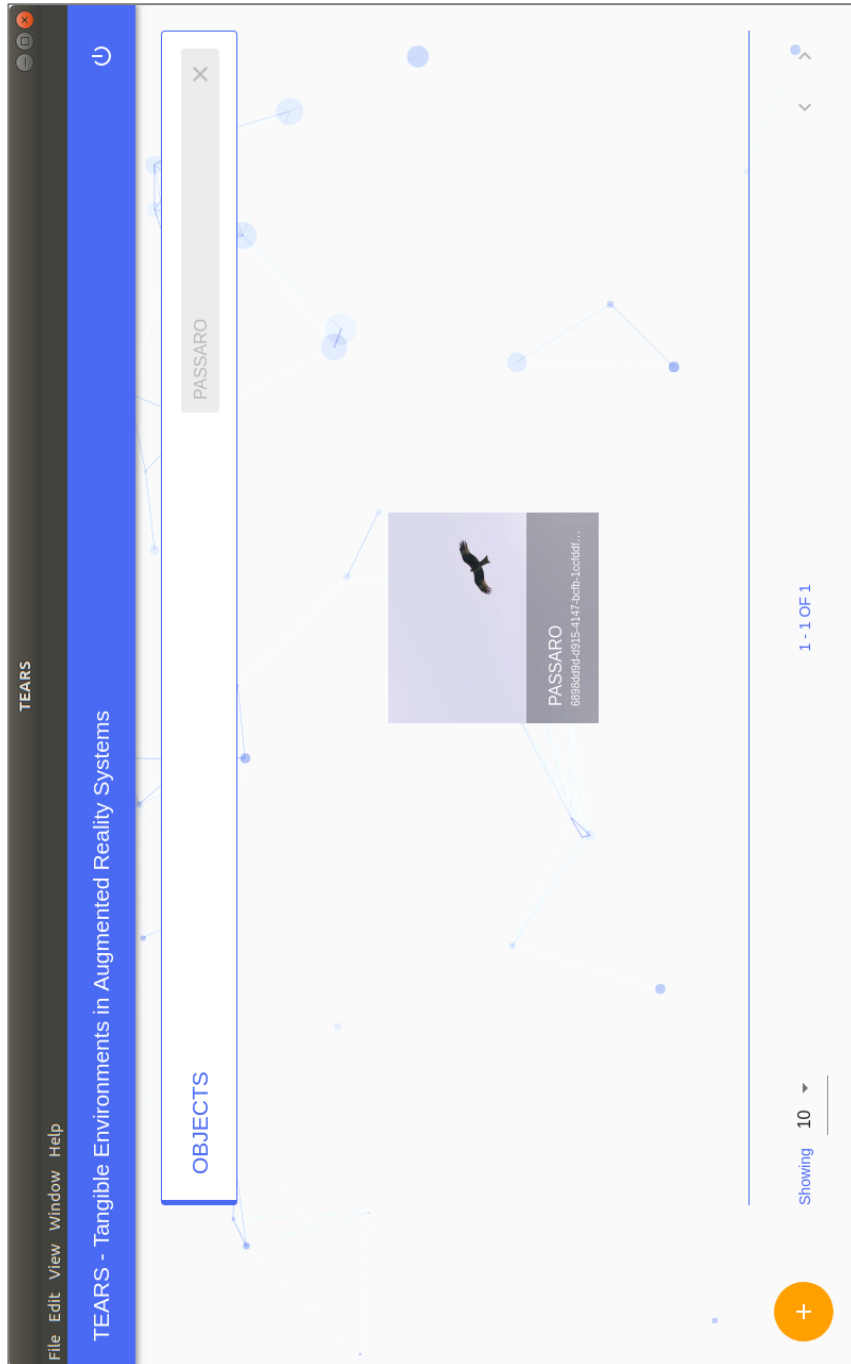 TEARS
File Edit View Window Help
TEARS - Tangible Environments in Augmented Reality Systems
OBJECTS
PASSARO
PASSARO
6898dd9d-d915-4147-bcfb-1ccfddf...
Showing 10
1 - 1 OF 1